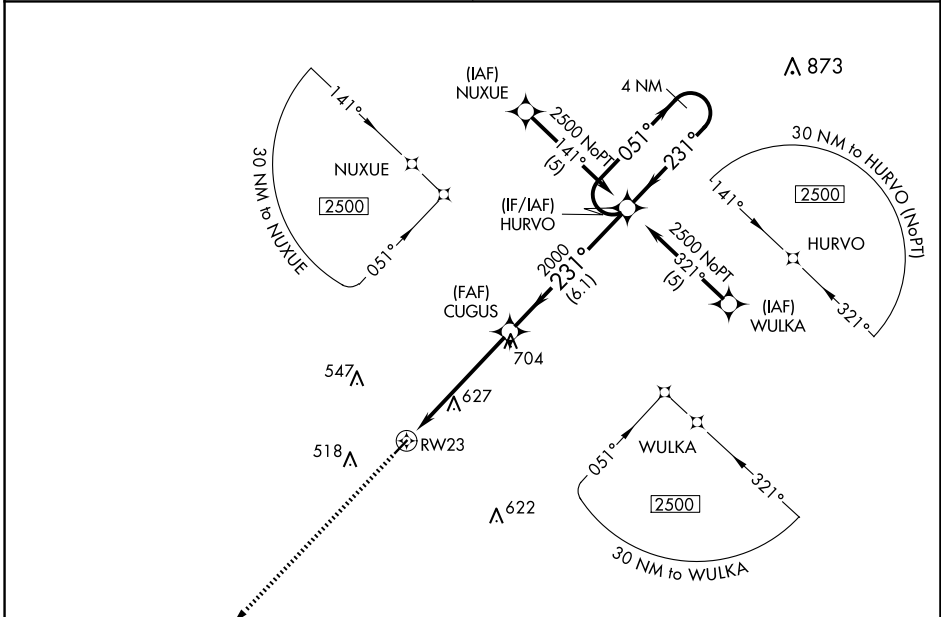 873
(IAF)
NUXUE
4 NM
141°
2500 NoPT
141°
(5)
051°
231°
30 NM to NUXUE
NUXUE
2500
051°
30 NM to HURVO (NoPT)
2500
141°
HURVO
321°
(IF/IAF)
HURVO
2500 NoPT
321°
(5)
2000
231°
(6.1)
(IAF)
WULKA
(FAF)
CUGUS
704
547
627
518
RW23
622
WULKA
051°
321°
2500
30 NM to WULKA